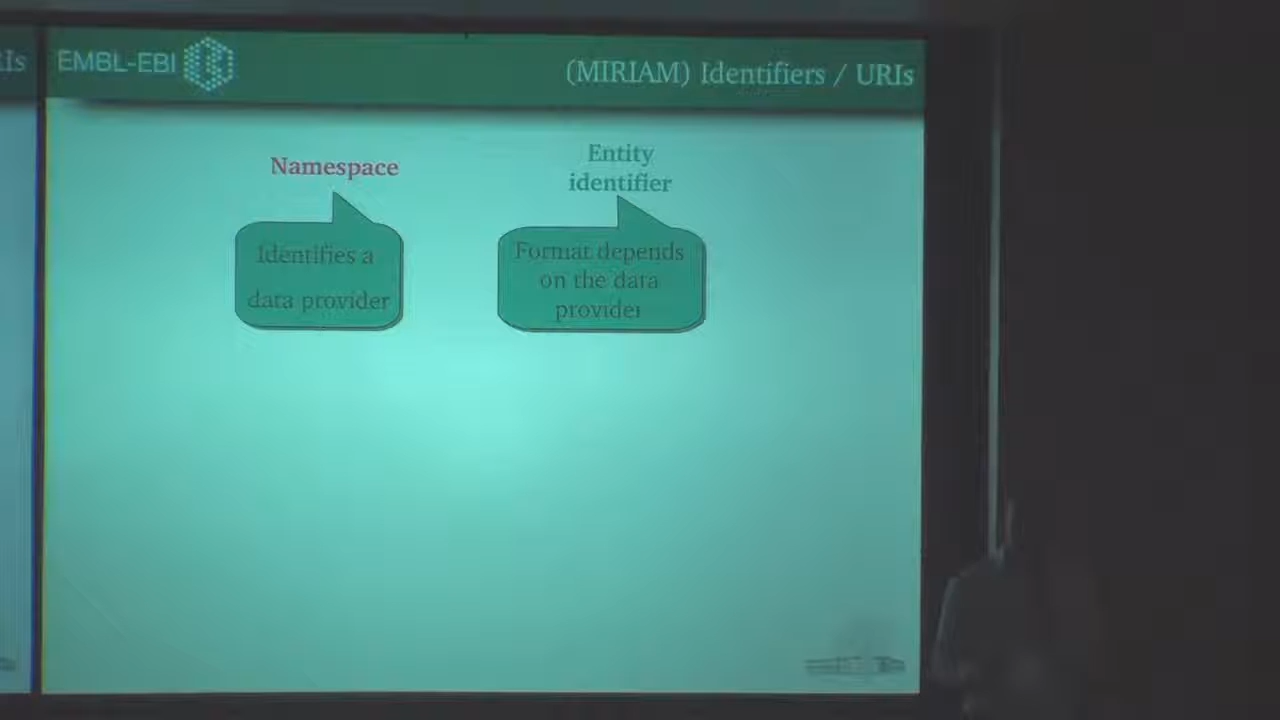 EMBL-EBI
(MIRIAM) Identifiers / URIs
Namespace
Entity
identifier
Identifies a
data provider
Format depends
on the data
provider